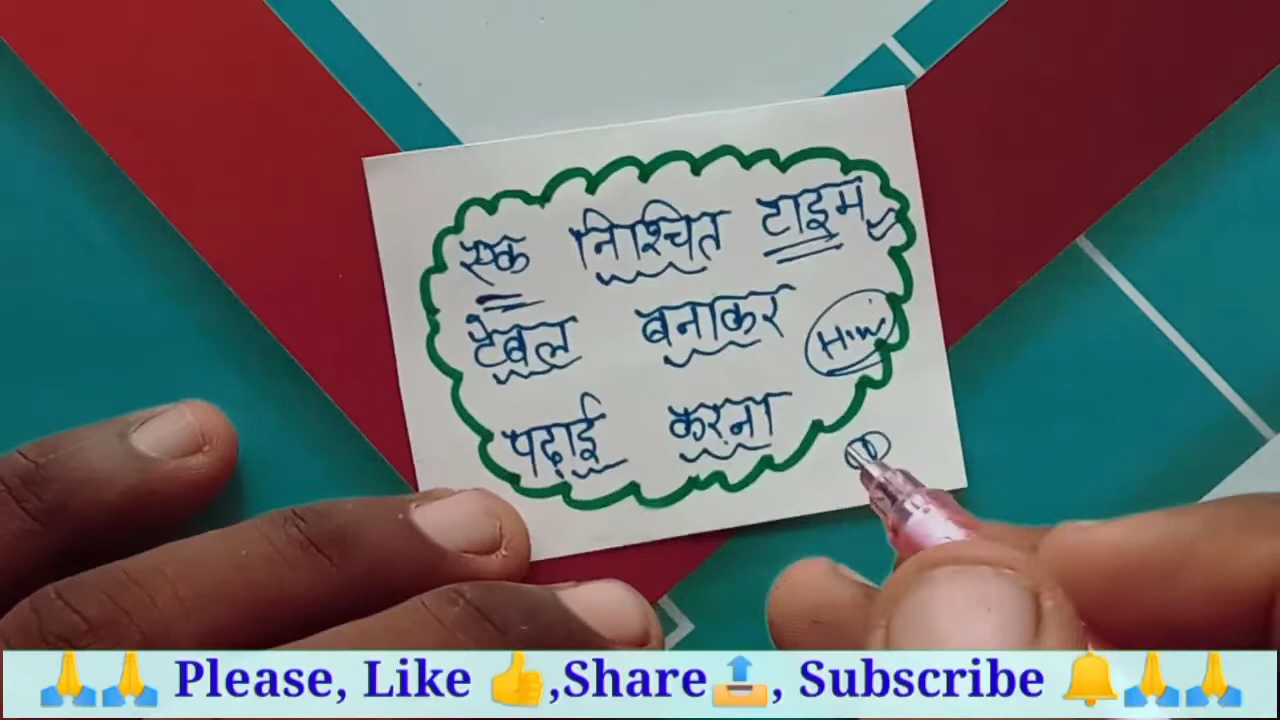 एक निश्चित टाइम
टेबल बनाकर
पढ़ाई करना
Please, Like 👍,Share📤, Subscribe 🔔